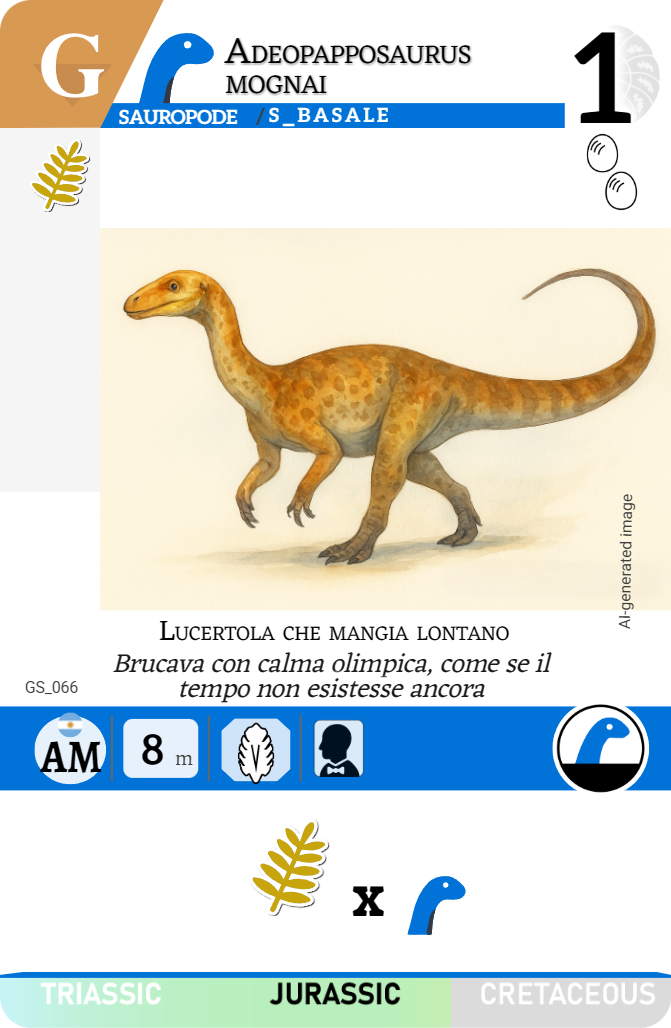 G
ADEOPAPPOSAURUS
MOGNAI
1
SAUROPODE / S_BASALE
AI-generated image
LUCERTOLA CHE MANGIA LONTANO
Brucava con calma olimpica, come se il
tempo non esistesse ancora
GS_066
AM
8 m
V
x
TRIASSIC JURASSIC CRETACEOUS